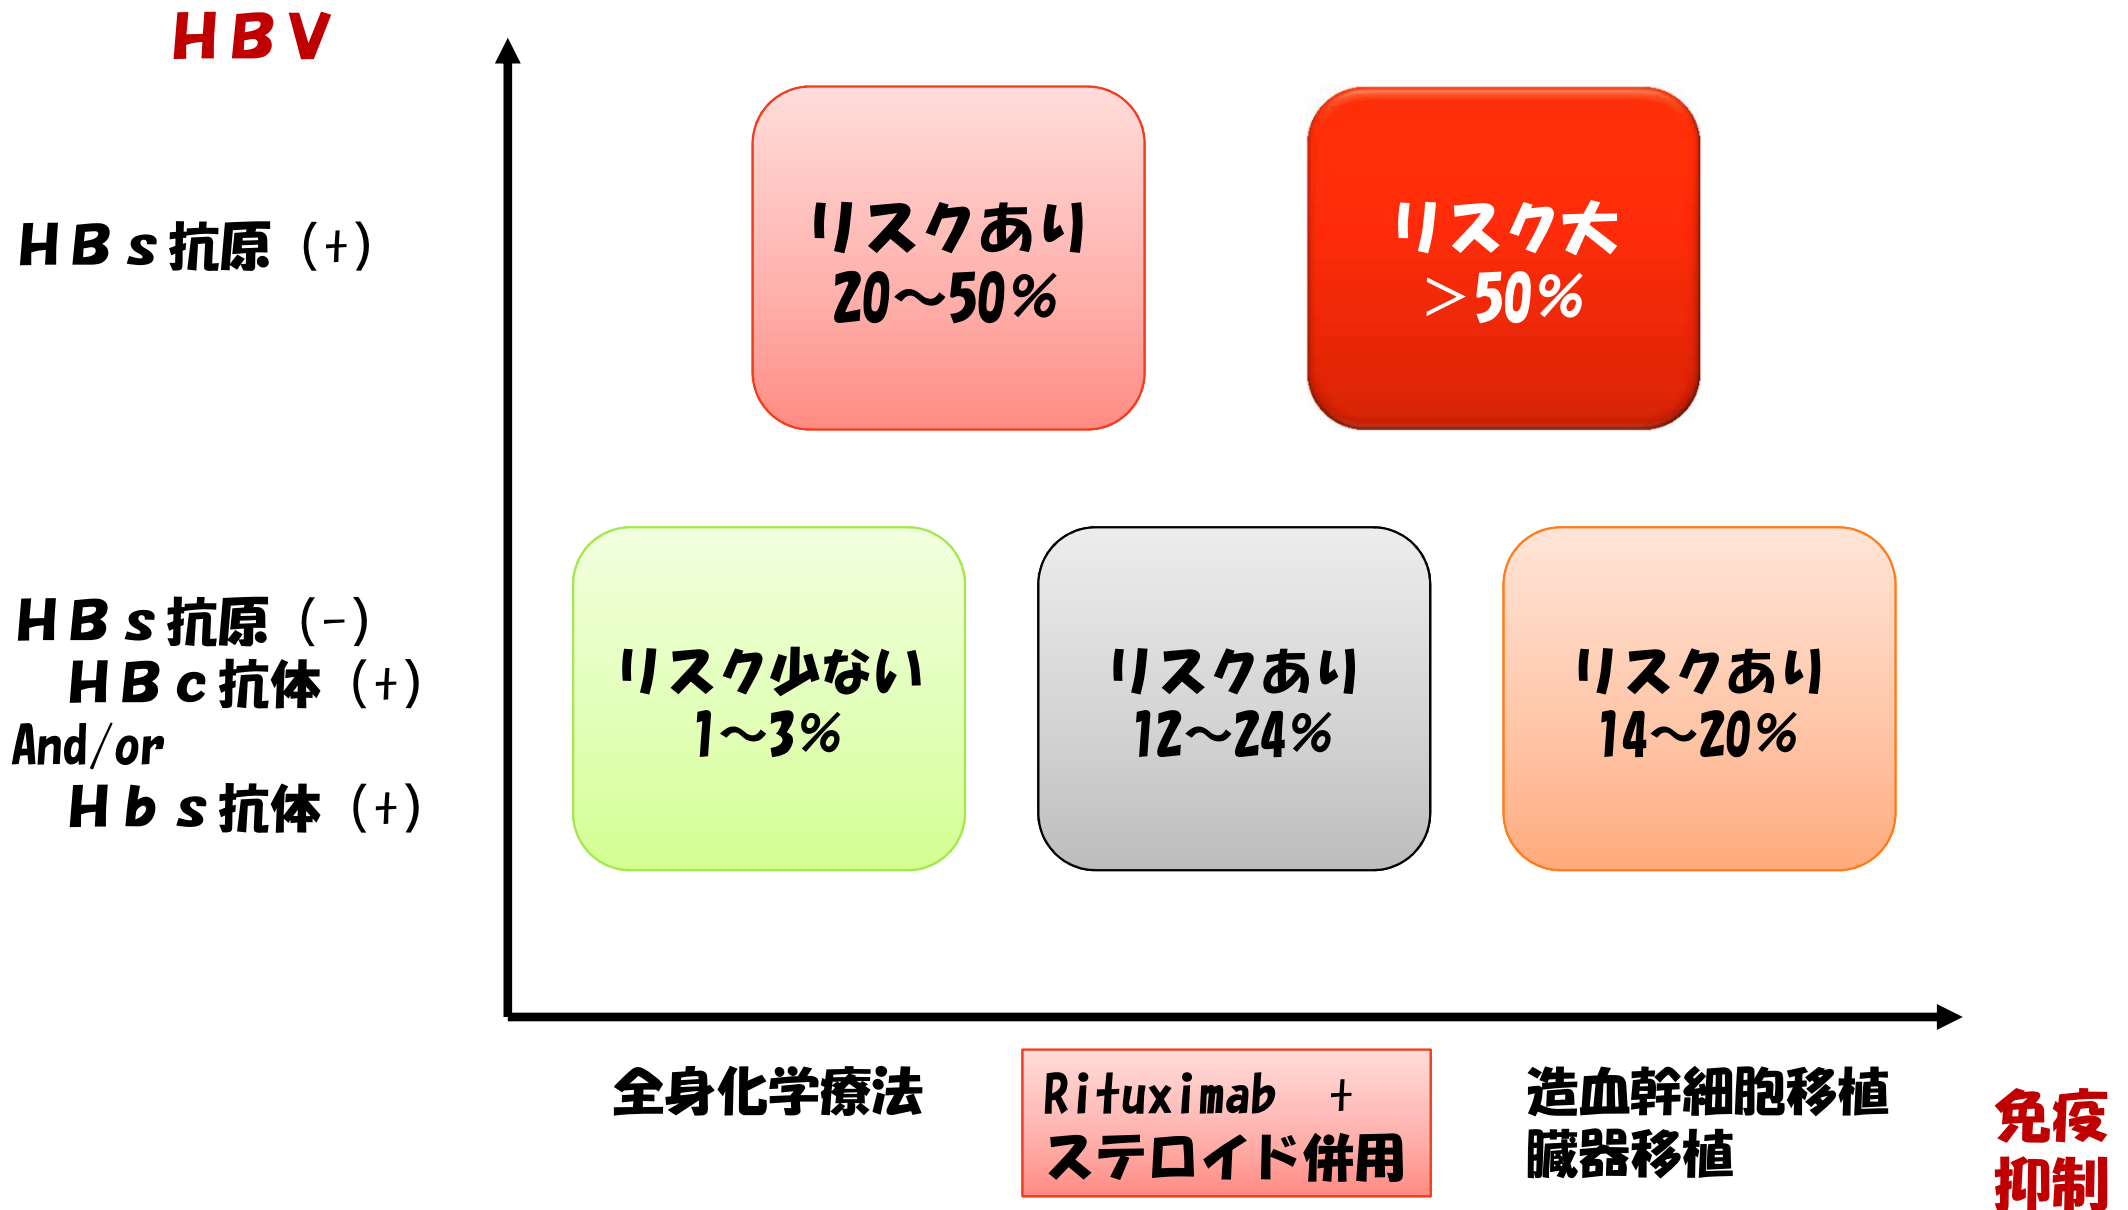 ＨＢＶ
ＨＢｓ抗原（+）
リスクあり
20～50％
リスク大
＞50％
ＨＢｓ抗原（-）
ＨＢｃ抗体（+）
And/or
Ｈｂｓ抗体（+）
リスク少ない
1～3％
リスクあり
12～24％
リスクあり
14～20％
全身化学療法
Rituximab　+
ステロイド併用
造血幹細胞移植
臓器移植
免疫
抑制